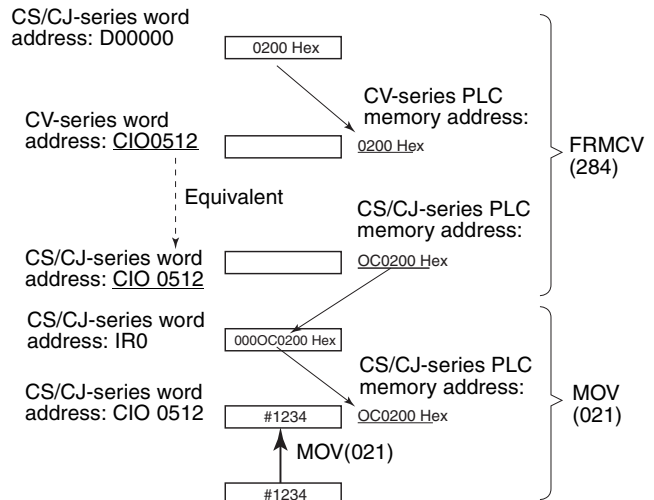 CS/CJ-series word
address: D00000
0200 Hex
CV-series PLC
memory address:
CV-series word
address: CIO0512
0200 Hex
FRMCV
(284)
Equivalent
CS/CJ-series PLC
memory address:
CS/CJ-series word
address: CIO 0512
OC0200 Hex
CS/CJ-series word
address: IR0
000OC0200 Hex
CS/CJ-series PLC
memory address:
CS/CJ-series word
address: CIO 0512
#1234
OC0200 Hex
MOV
(021)
MOV(021)
#1234